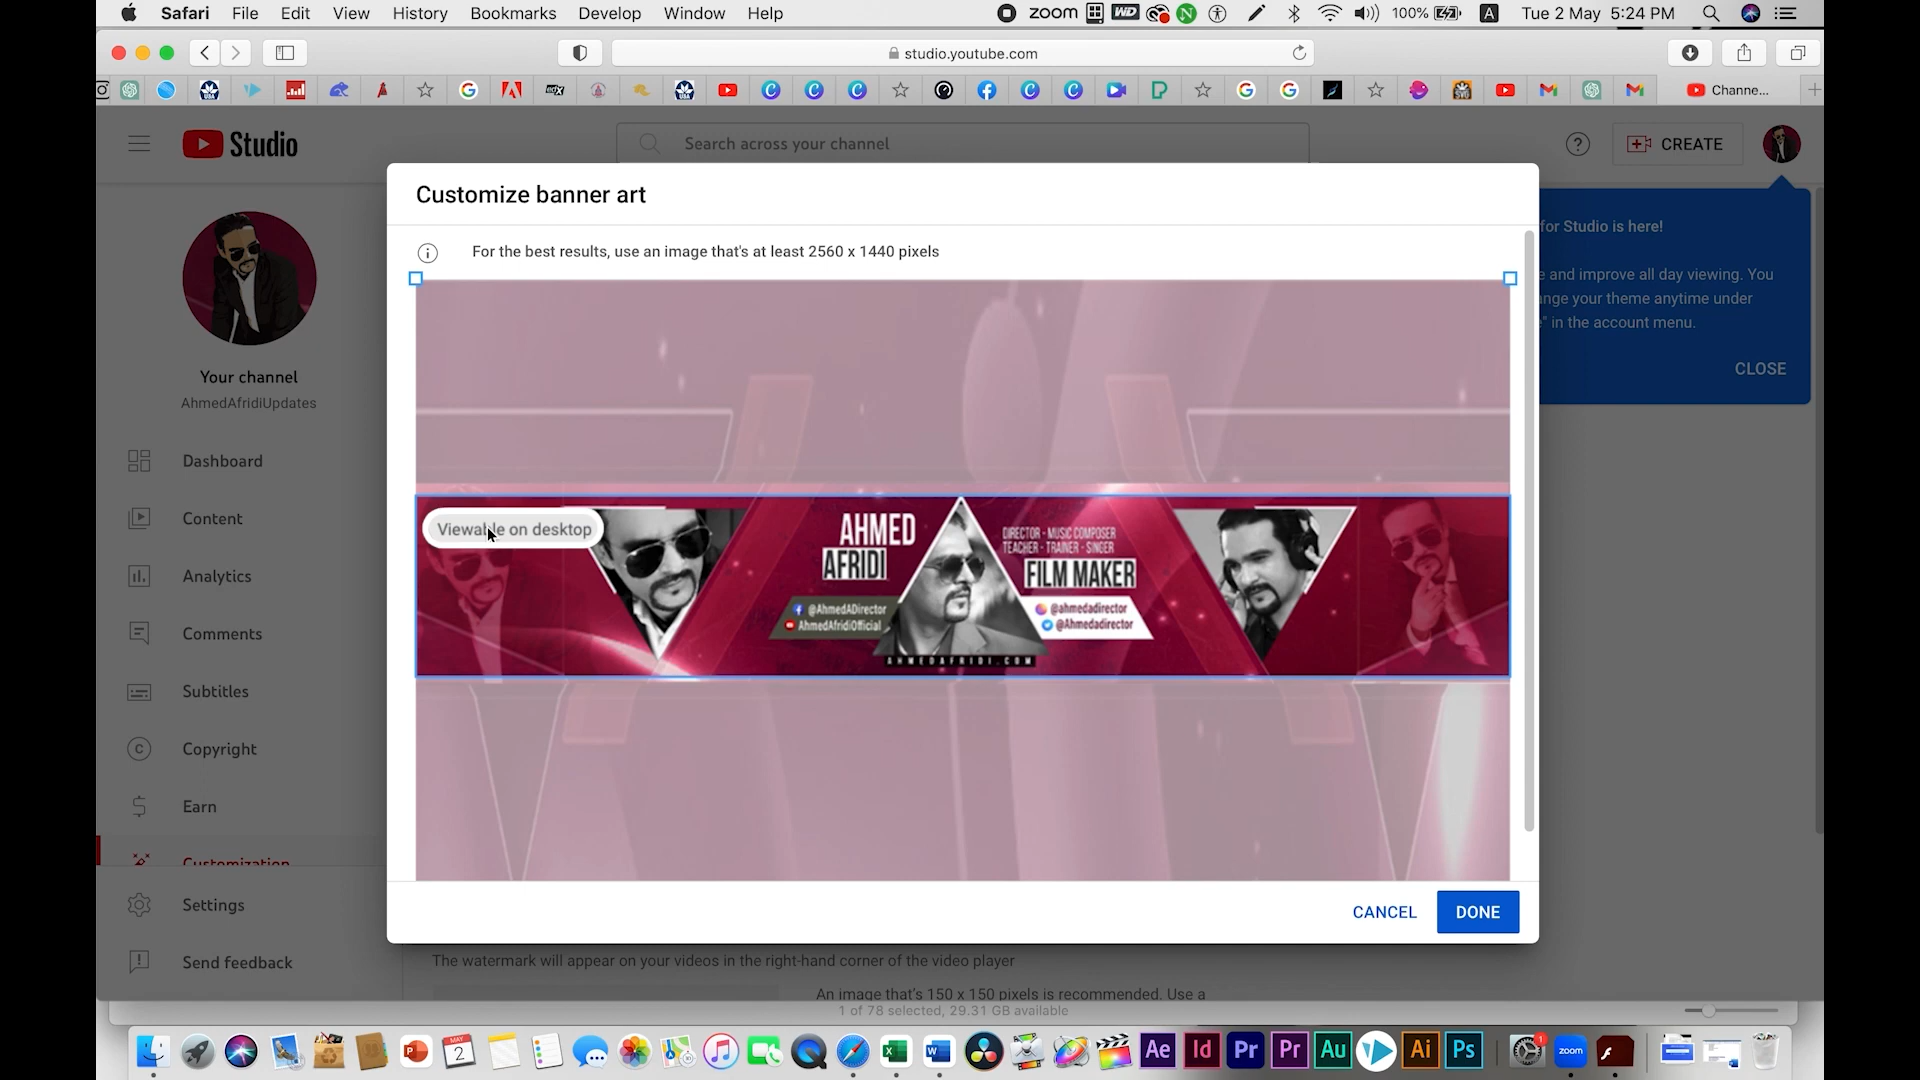 Safari File Edit View History Bookmarks Develop Window Help zoom WD N 100% A Tue 2 May 5:24 PM
studio.youtube.com
Channe...
Studio
Search across your channel
CREATE
Customize banner art
For the best results, use an image that's at least 2560 x 1440 pixels
for Studio is here!
e and improve all day viewing. You
ange your theme anytime under
e" in the account menu.
CLOSE
Your channel
AhmedAfridiUpdates
Dashboard
Content
Analytics
Comments
Subtitles
Copyright
Earn
Customization
Settings
Send feedback
Viewable on desktop
AHMED
AFRIDI
@AhmedADirector
AhmedAfridiOfficial
DIRECTOR - MUSIC COMPOSER
TEACHER - TRAINER - SINGER
FILM MAKER
@ahmedadirector
@Ahmedadirector
AHMEDAFRIDI.COM
CANCEL DONE
The watermark will appear on your videos in the right-hand corner of the video player
An image that's 150 x 150 pixels is recommended. Use a
1 of 78 selected, 29.31 GB available
MAY
2
Ae Id Pr Pr Au Ai Ps
1
zoom